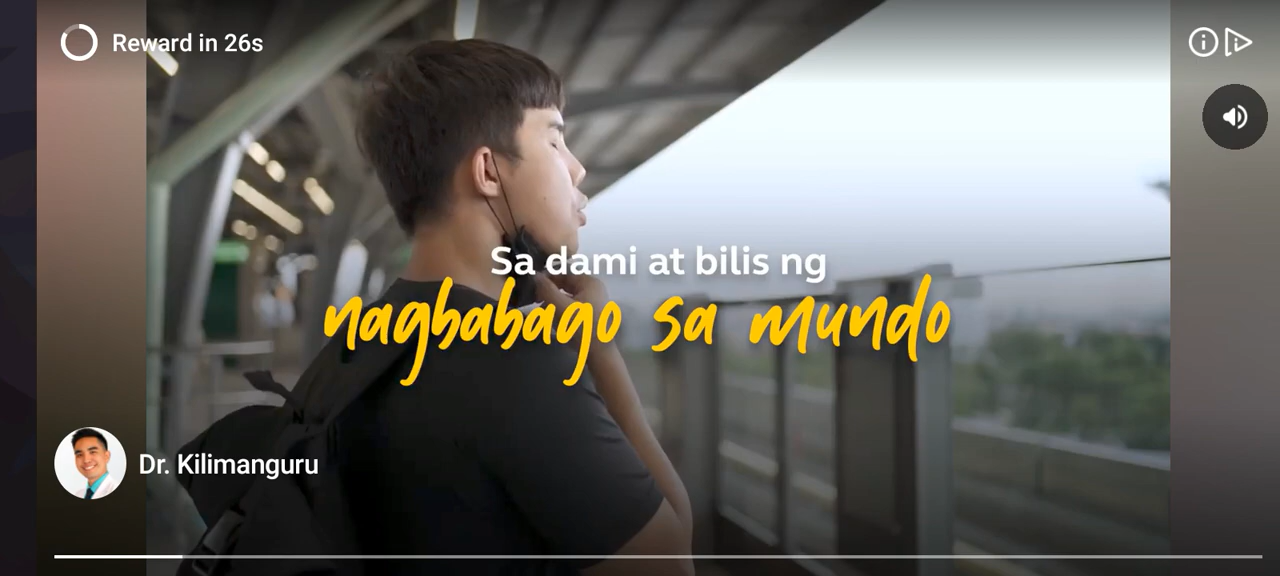 Reward in 26s
Sa dami at bilis ng
nagbabago sa mundo
Dr. Kilimanguru